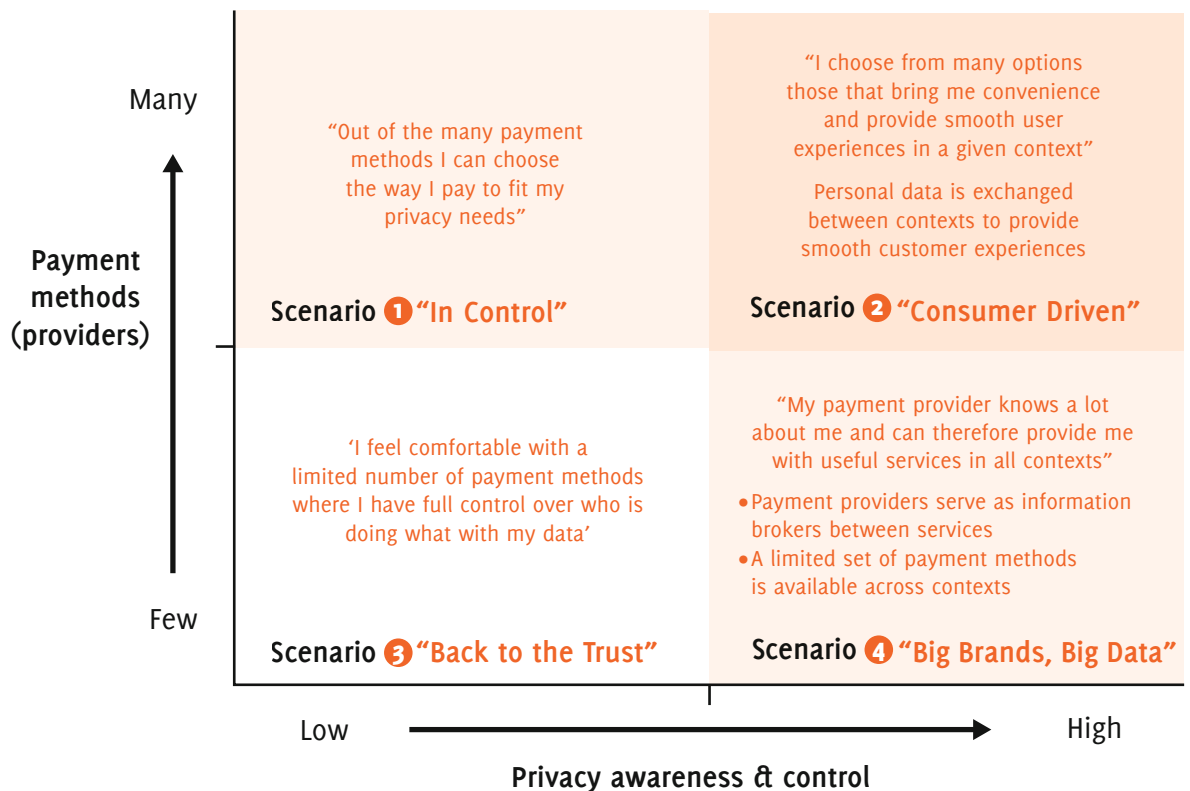 Many
Payment
methods
(providers)
Few
“Out of the many payment
methods I can choose
the way I pay to fit my
privacy needs”
Scenario 1 “In Control”
“I choose from many options
those that bring me convenience
and provide smooth user
experiences in a given context”
Personal data is exchanged
between contexts to provide
smooth customer experiences
Scenario 2 “Consumer Driven”
‘I feel comfortable with a
limited number of payment methods
where I have full control over who is
doing what with my data’
Scenario 3 “Back to the Trust”
“My payment provider knows a lot
about me and can therefore provide me
with useful services in all contexts”
•Payment providers serve as information
brokers between services
•A limited set of payment methods
is available across contexts
Scenario 4 “Big Brands, Big Data”
Low
High
Privacy awareness & control